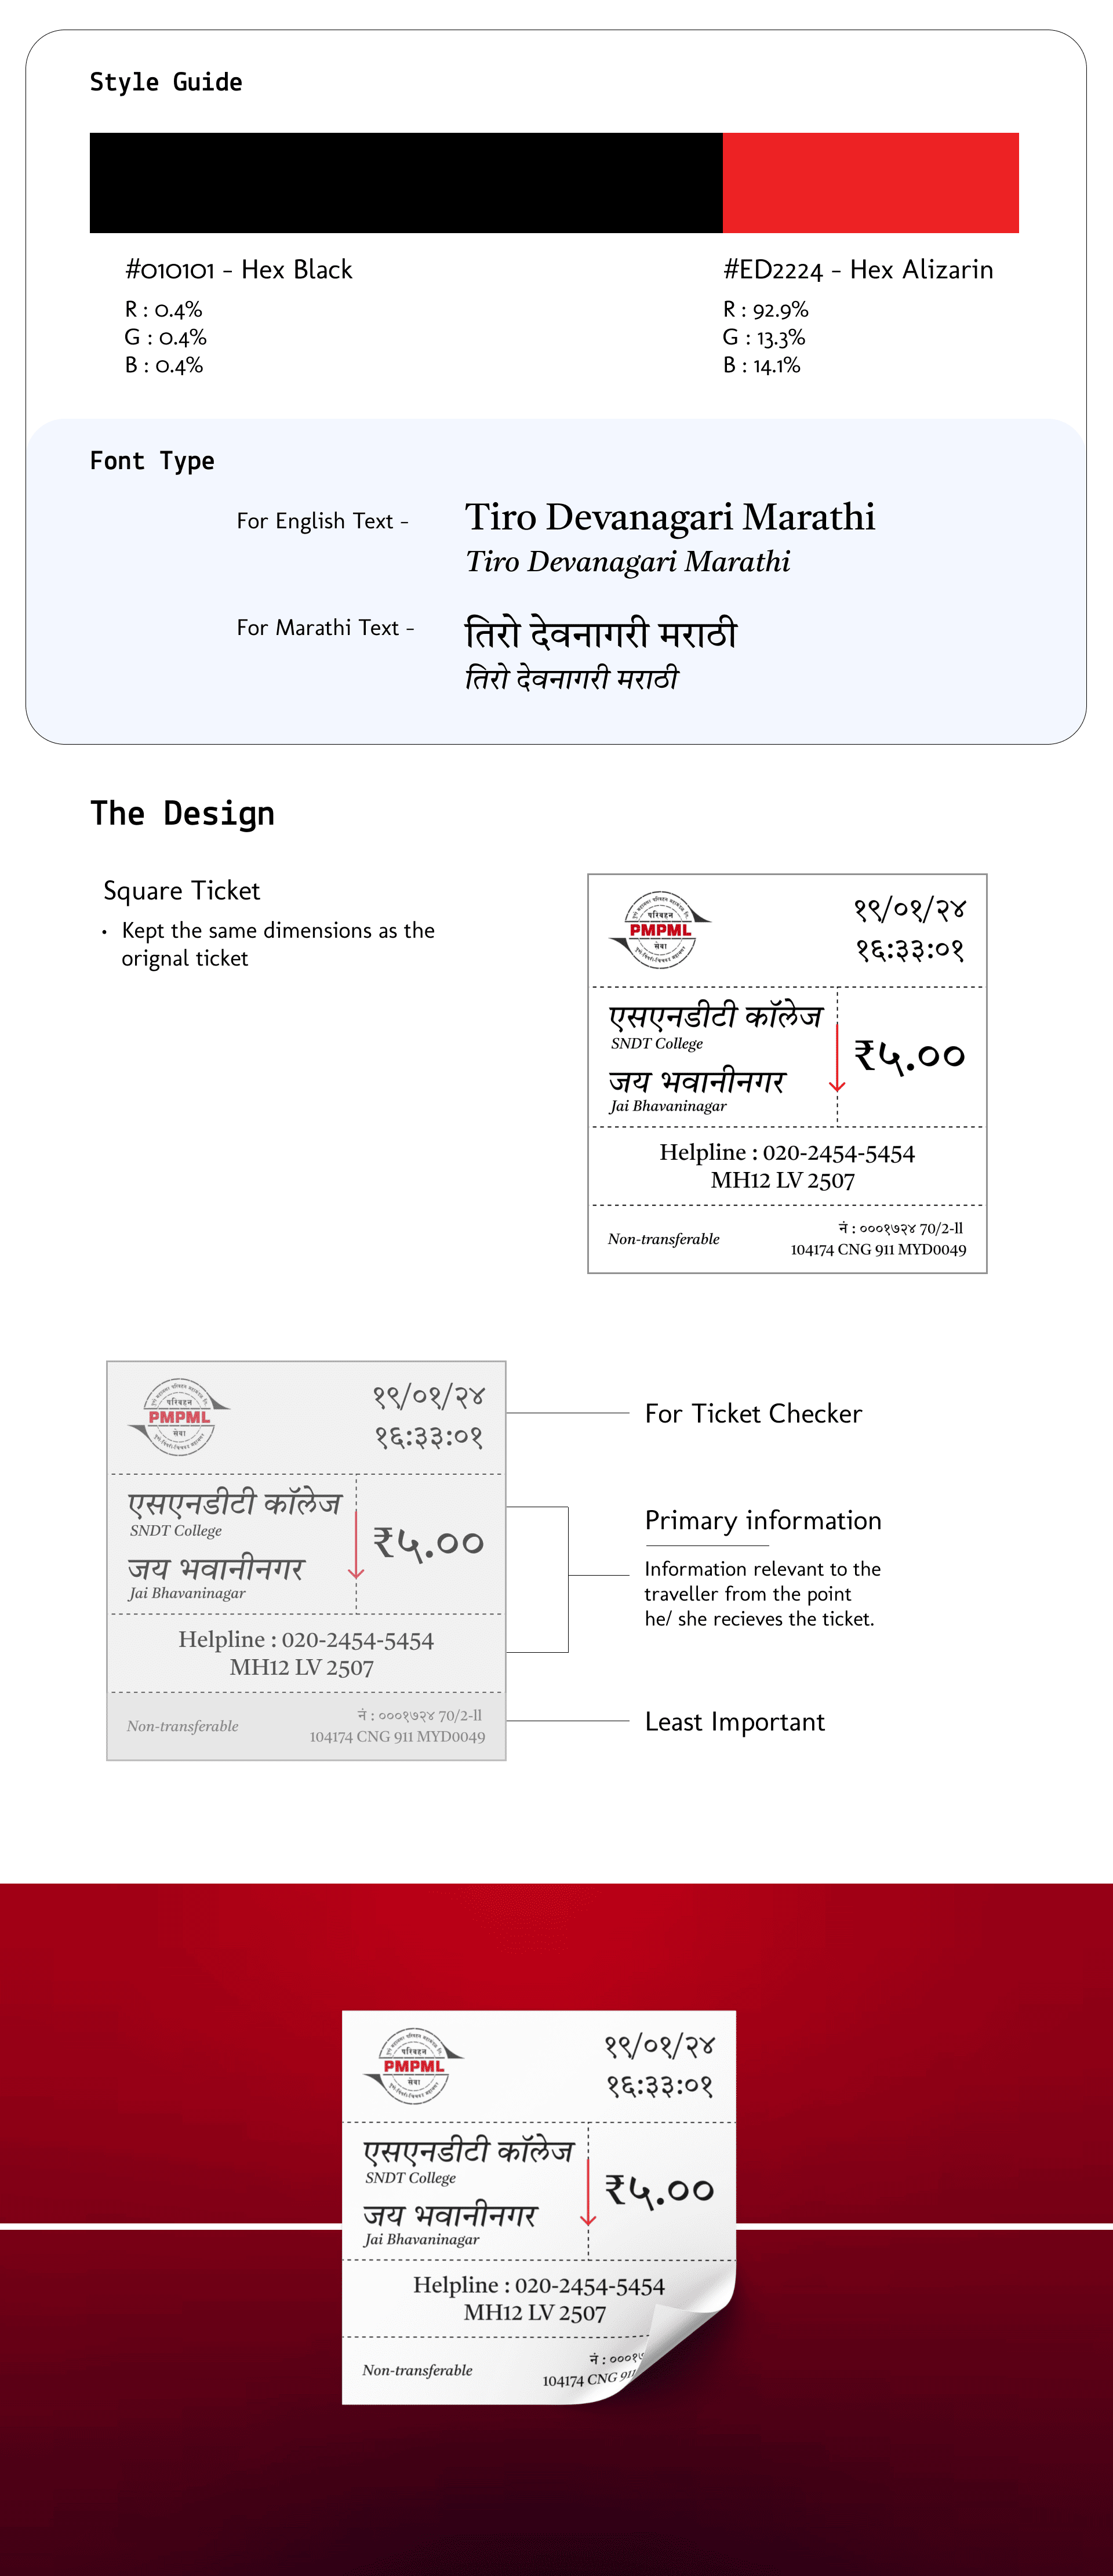 Style Guide
#010101 - Hex Black
R : 0.4%
G : 0.4%
B : 0.4%
#ED2224 - Hex Alizarin
R : 92.9%
G : 13.3%
B : 14.1%
Font Type
For English Text -
Tiro Devanagari Marathi
Tiro Devanagari Marathi
For Marathi Text -
तिरो देवनागरी मराठी
तिरो देवनागरी मराठी
The Design
Square Ticket
• Kept the same dimensions as the
orignal ticket
परिवहन
PMPML
सेवा
१९/०१/२४
१६:३३:०१
एसएनडीटी कॉलेज
SNDT College
जय भवानीनगर
Jai Bhavaninagar
₹५.००
Helpline : 020-2454-5454
MH12 LV 2507
Non-transferable
नं : ०००१७२४ 70/2-ll
104174 CNG 911 MYD0049
परिवहन
PMPML
सेवा
१९/०१/२४
१६:३३:०१
एसएनडीटी कॉलेज
SNDT College
जय भवानीनगर
Jai Bhavaninagar
₹५.००
Helpline : 020-2454-5454
MH12 LV 2507
Non-transferable
नं : ०००१७२४ 70/2-ll
104174 CNG 911 MYD0049
For Ticket Checker
Primary information
Information relevant to the
traveller from the point
he/ she recieves the ticket.
Least Important
परिवहन
PMPML
सेवा
१९/०१/२४
१६:३३:०१
एसएनडीटी कॉलेज
SNDT College
जय भवानीनगर
Jai Bhavaninagar
₹५.००
Helpline : 020-2454-5454
MH12 LV 2507
Non-transferable
नं : ०००१
104174 CNG 911